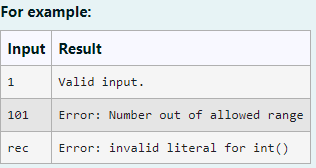 For example:
Input Result
1 Valid input.
101 Error: Number out of allowed range
rec Error: invalid literal for int()